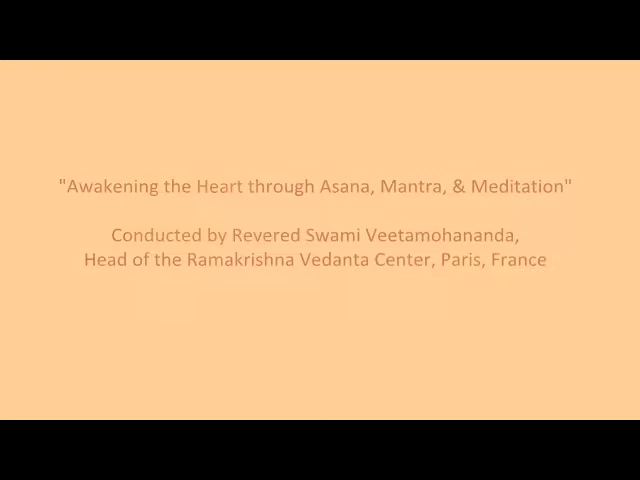 "Awakening the Heart through Asana, Mantra, & Meditation"
Conducted by Revered Swami Veetamohananda,
Head of the Ramakrishna Vedanta Center, Paris, France